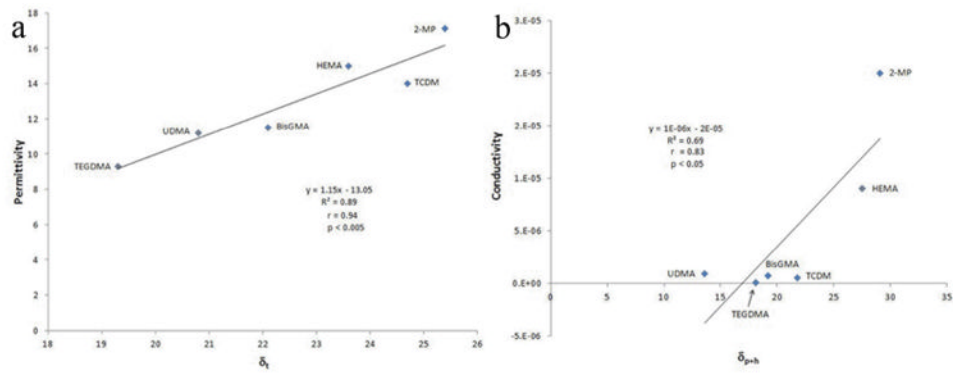 a
18
16
14
12
10
8
6
4
2
0
Permittivity
2-MP
HEMA
TCDM
UDMA
BisGMA
TEGDMA
y = 1.15x - 13.05
R² = 0.89
r = 0.94
p < 0.005
18 19 20 21 22 23 24 25 26
δt
b
3.E-05
2.E-05
2.E-05
1.E-05
5.E-06
0.E+00
-5.E-06
Conductivity
2-MP
y = 1E-06x - 2E-05
R² = 0.69
r = 0.83
p < 0.05
HEMA
BisGMA
UDMA
TCDM
TEGDMA
0 5 10 15 20 25 30 35
δp+h